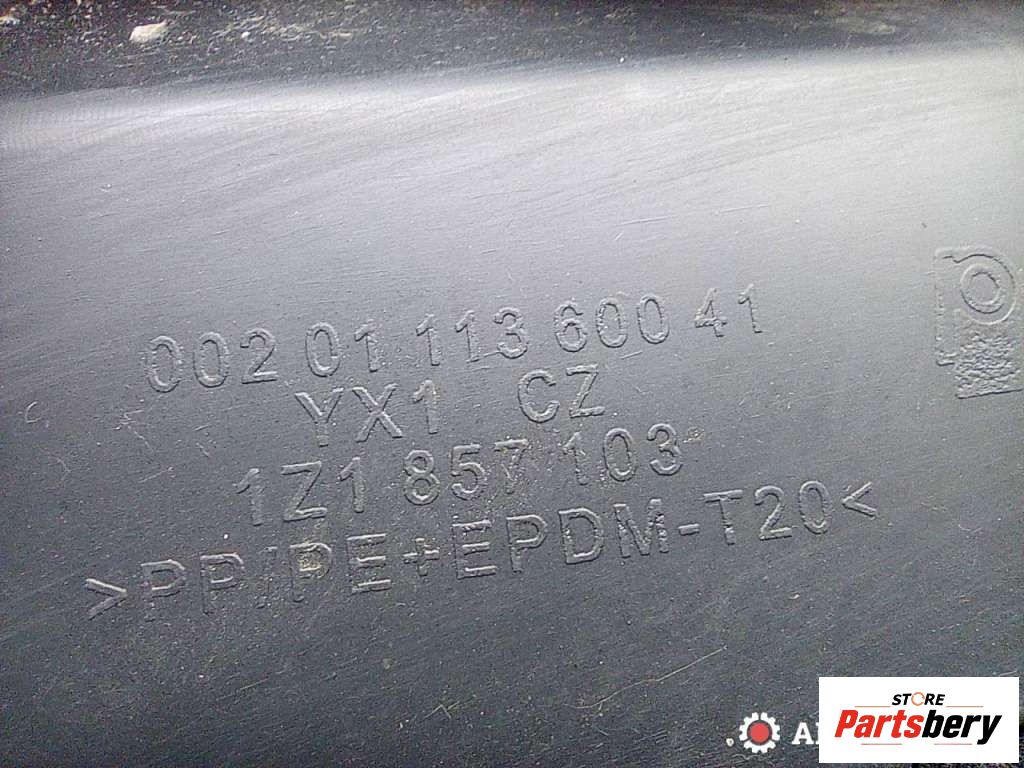 002 01 113 600 41
YX1 CZ
1Z1 857 103
>PP/PE+EPDM-T20<
STORE
Partsbery